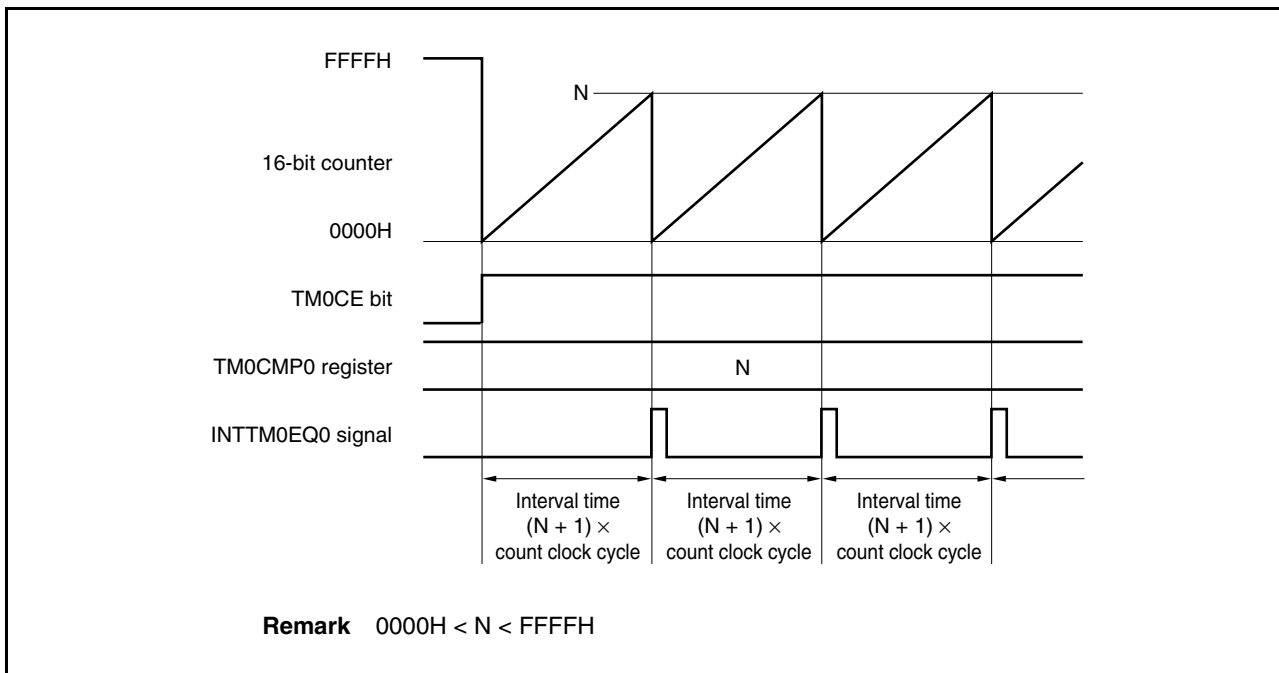 FFFFH
N
16-bit counter
0000H
TM0CE bit
TM0CMP0 register
N
INTTM0EQ0 signal
Interval time
(N + 1) ×
count clock cycle
Interval time
(N + 1) ×
count clock cycle
Interval time
(N + 1) ×
count clock cycle
Remark 0000H < N < FFFFH